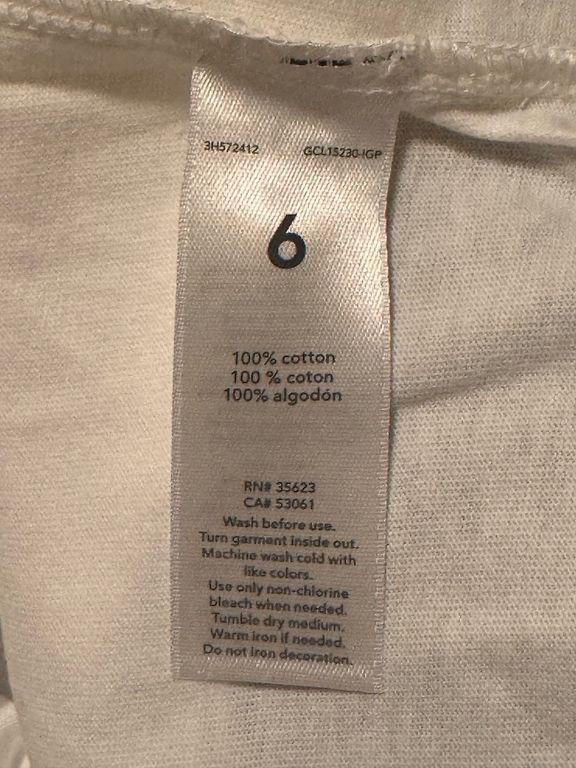 3H572412 GCL15230-IGP
6
100% cotton
100 % coton
100% algodón
RN# 35623
CA# 53061
Wash before use.
Turn garment inside out.
Machine wash cold with
like colors.
Use only non-chlorine
bleach when needed.
Tumble dry medium.
Warm iron if needed.
Do not iron decoration.